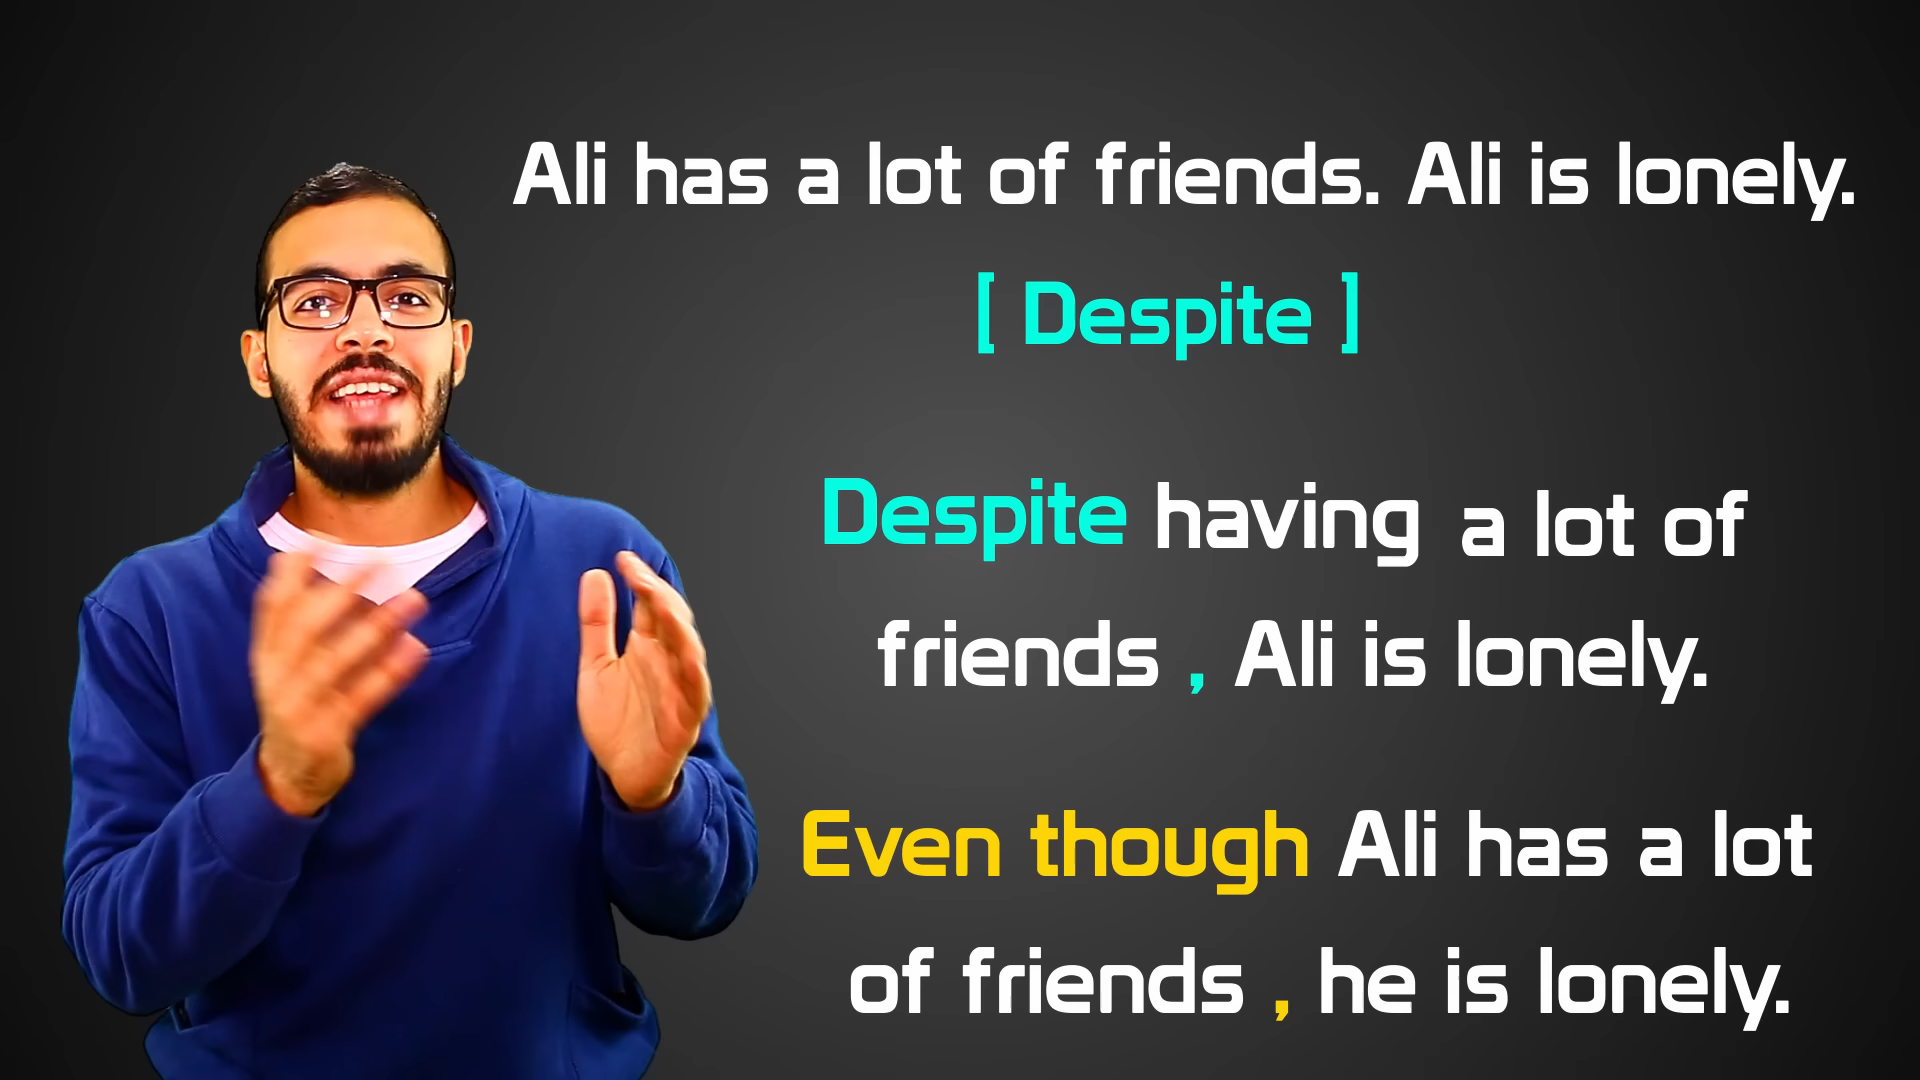 Ali has a lot of friends. Ali is lonely.
[ Despite ]
Despite having a lot of
friends , Ali is lonely.
Even though Ali has a lot
of friends , he is lonely.